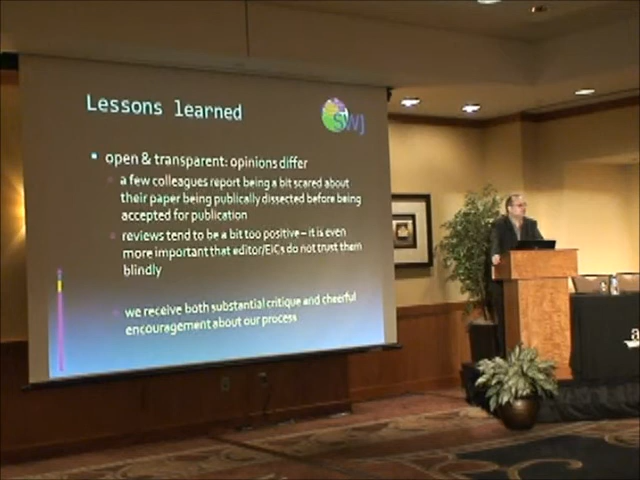 Lessons learned
SWJ
open & transparent: opinions differ
a few colleagues report being a bit scared about
their paper being publically dissected before being
accepted for publication
reviews tend to be a bit too positive – it is even
more important that editor/EiCs do not trust them
blindly
we receive both substantial critique and cheerful
encouragement about our process
a